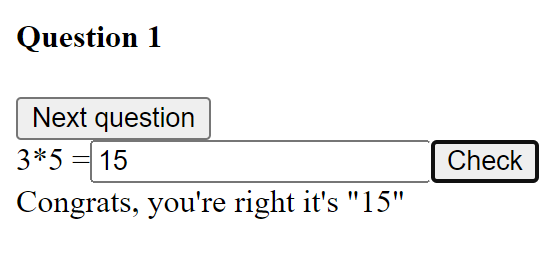 Question 1
Next question
3*5 = 15 Check
Congrats, you're right it's "15"